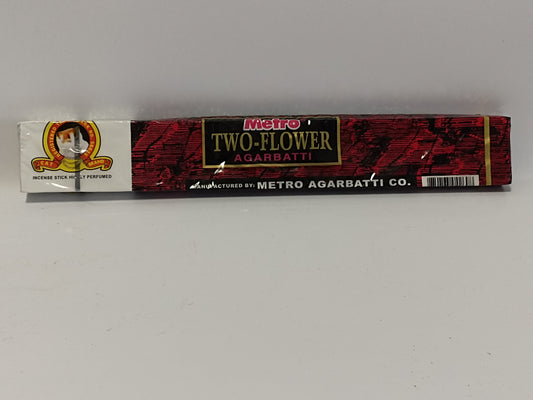 INCENSE STICK HIGHLY PERFUMED
Metro
TWO-FLOWER
AGARBATTI
MANUFACTURED BY: METRO AGARBATTI CO.